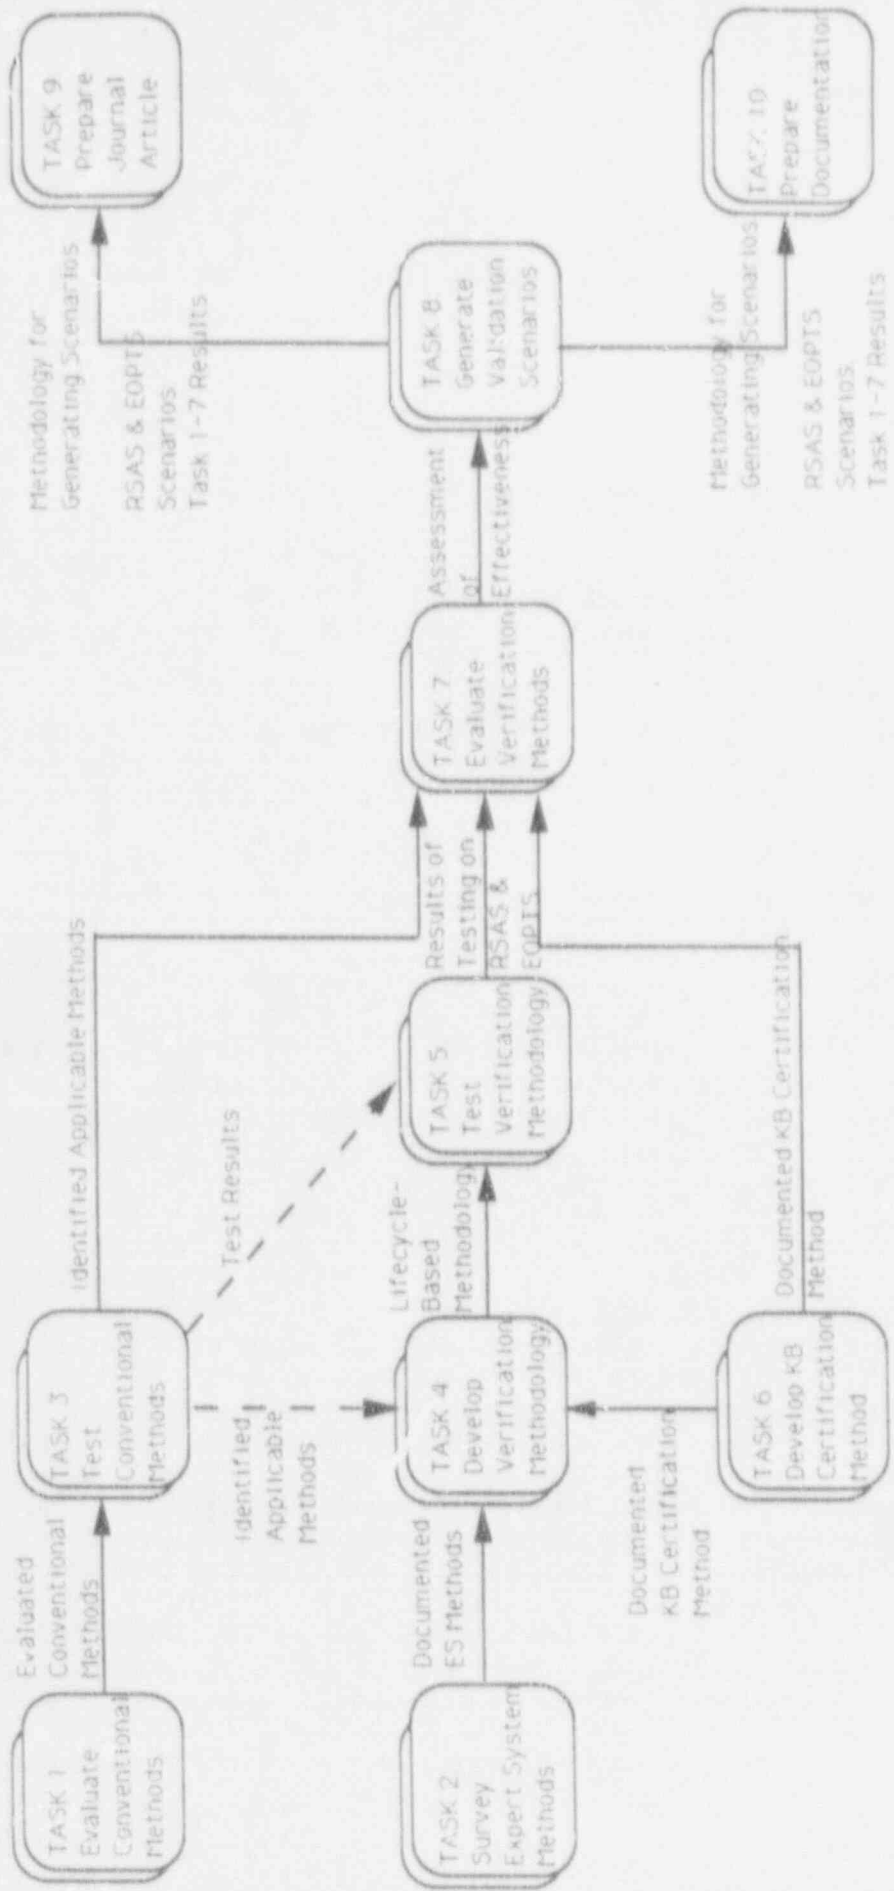 TASK 1
Evaluate
Conventional
Methods
Evaluated
Conventional
Methods
TASK 3
Test
Conventional
Methods
Identified Applicable Methods
Test Results
Identified
Applicable
Methods
TASK 2
Survey
Expert System
Methods
Documented
ES Methods
TASK 4
Develop
Verification
Methodology
Lifecycle-
Based
Methodology
TASK 5
Test
Verification
Methodology
Results of
Testing on
RSAS &
EOPTS
TASK 7
Evaluate
Verification
Methods
Assessment
of
Effectiveness
TASK 8
Generate
Validation
Scenarios
Documented
KB Certification
Method
TASK 6
Develop KB
Certification
Method
Documented KB Certification
Method
Methodology for
Generating Scenarios
RSAS & EOPTS
Scenarios
Task 1-7 Results
TASK 9
Prepare
Journal
Article
Methodology for
Generating Scenarios
RSAS & EOPTS
Scenarios
Task 1-7 Results
TASK 10
Prepare
Documentation